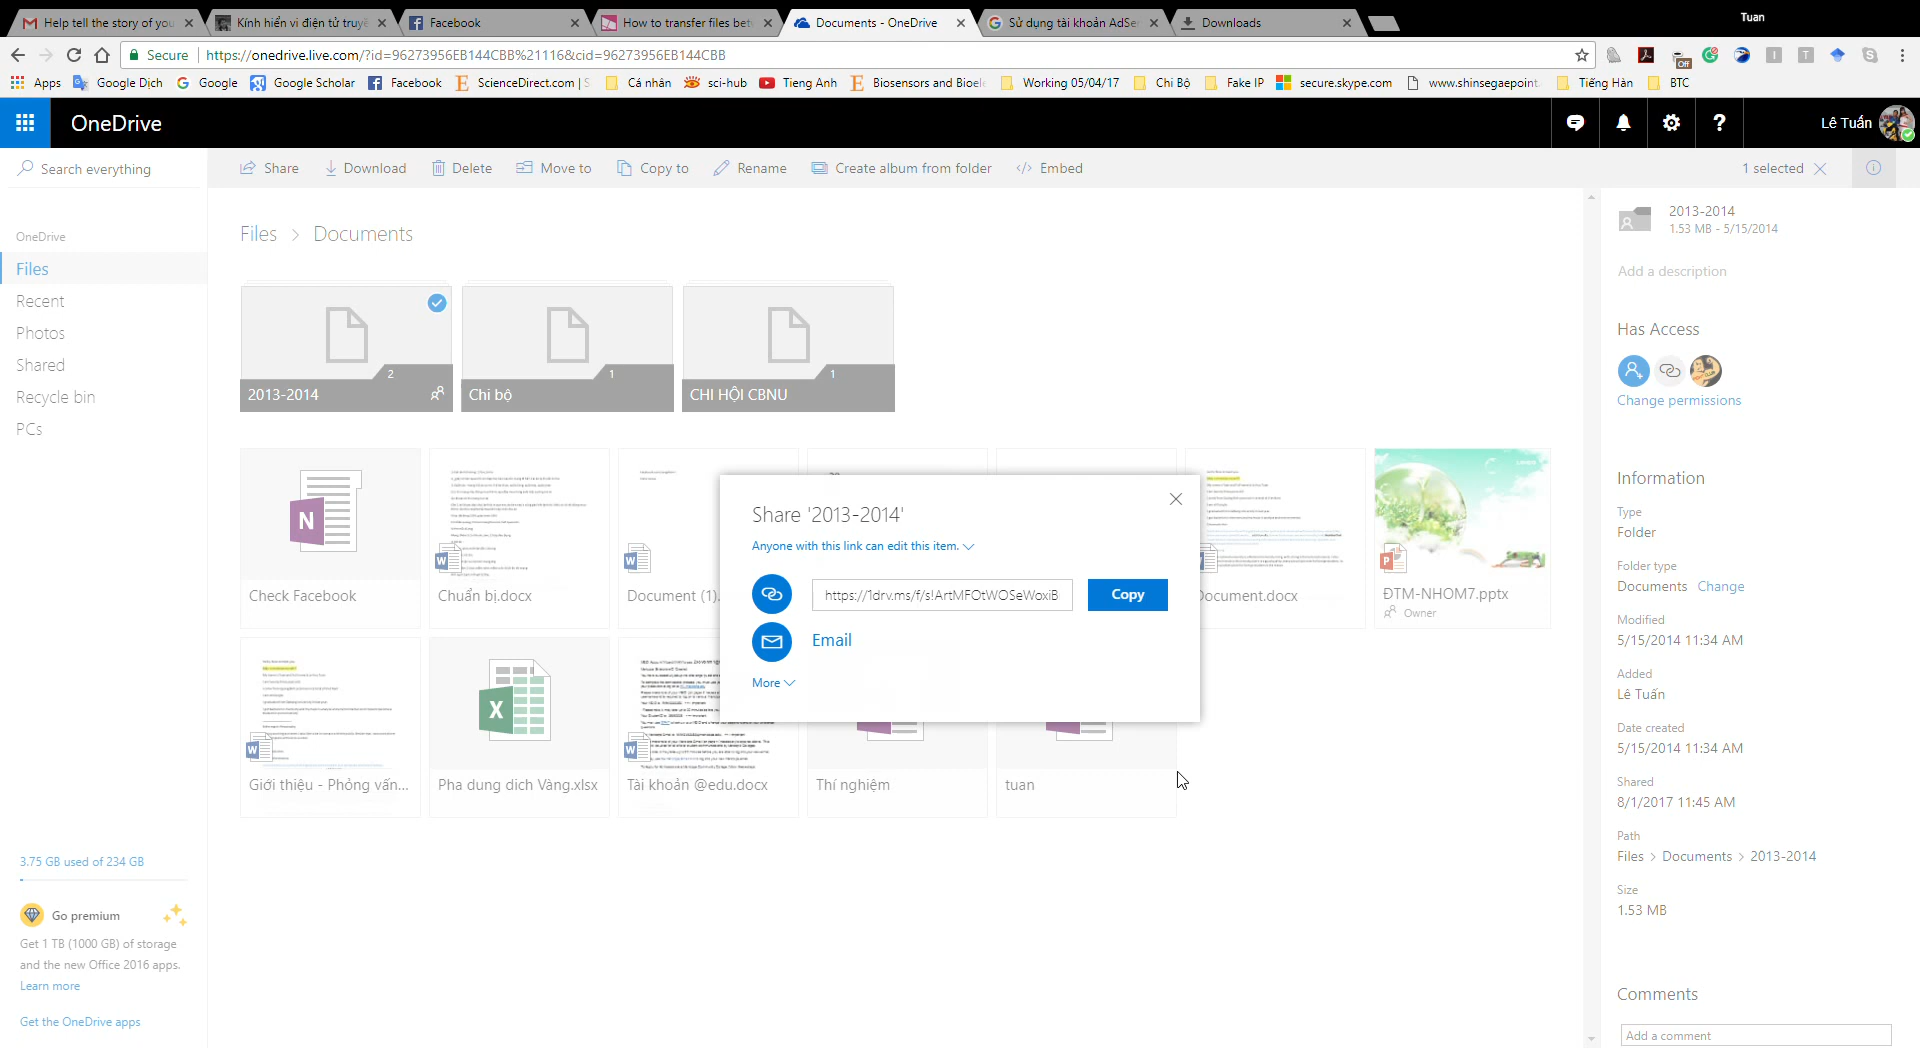 Tuan
Help tell the story of you
Kính hiển vi điện tử truyề
Facebook
How to transfer files betw
Documents - OneDrive
Sử dụng tài khoản AdSen
Downloads
Secure
https://onedrive.live.com/?id=96273956EB144CBB%21116&cid=96273956EB144CBB
Off
Apps
Google Dịch
Google
Google Scholar
Facebook
ScienceDirect.com | S
Cá nhân
sci-hub
Tieng Anh
Biosensors and Bioele
Working 05/04/17
Chi Bộ
Fake IP
secure.skype.com
www.shinsegaepoint.
Tiếng Hàn
BTC
OneDrive
Lê Tuấn
Search everything
Share
Download
Delete
Move to
Copy to
Rename
Create album from folder
Embed
1 selected
OneDrive
Files
Recent
Photos
Shared
Recycle bin
PCs
3.75 GB used of 234 GB
Go premium
Get 1 TB (1000 GB) of storage
and the new Office 2016 apps.
Learn more
Get the OneDrive apps
Files > Documents
2
2013-2014
1
Chi bộ
1
CHI HỘI CBNU
Check Facebook
Chuẩn bị.docx
Document (1).
Document.docx
ĐTM-NHOM7.pptx
Owner
Giới thiệu - Phỏng vấn...
Pha dung dịch Vàng.xlsx
Tài khoản @edu.docx
Thí nghiệm
tuan
Share '2013-2014'
Anyone with this link can edit this item.
https://1drv.ms/f/s!ArtMFOtWOSeWoxiB
Copy
Email
More
2013-2014
1.53 MB - 5/15/2014
Add a description
Has Access
Change permissions
Information
Type
Folder
Folder type
Documents Change
Modified
5/15/2014 11:34 AM
Added
Lê Tuấn
Date created
5/15/2014 11:34 AM
Shared
8/1/2017 11:45 AM
Path
Files > Documents > 2013-2014
Size
1.53 MB
Comments
Add a comment